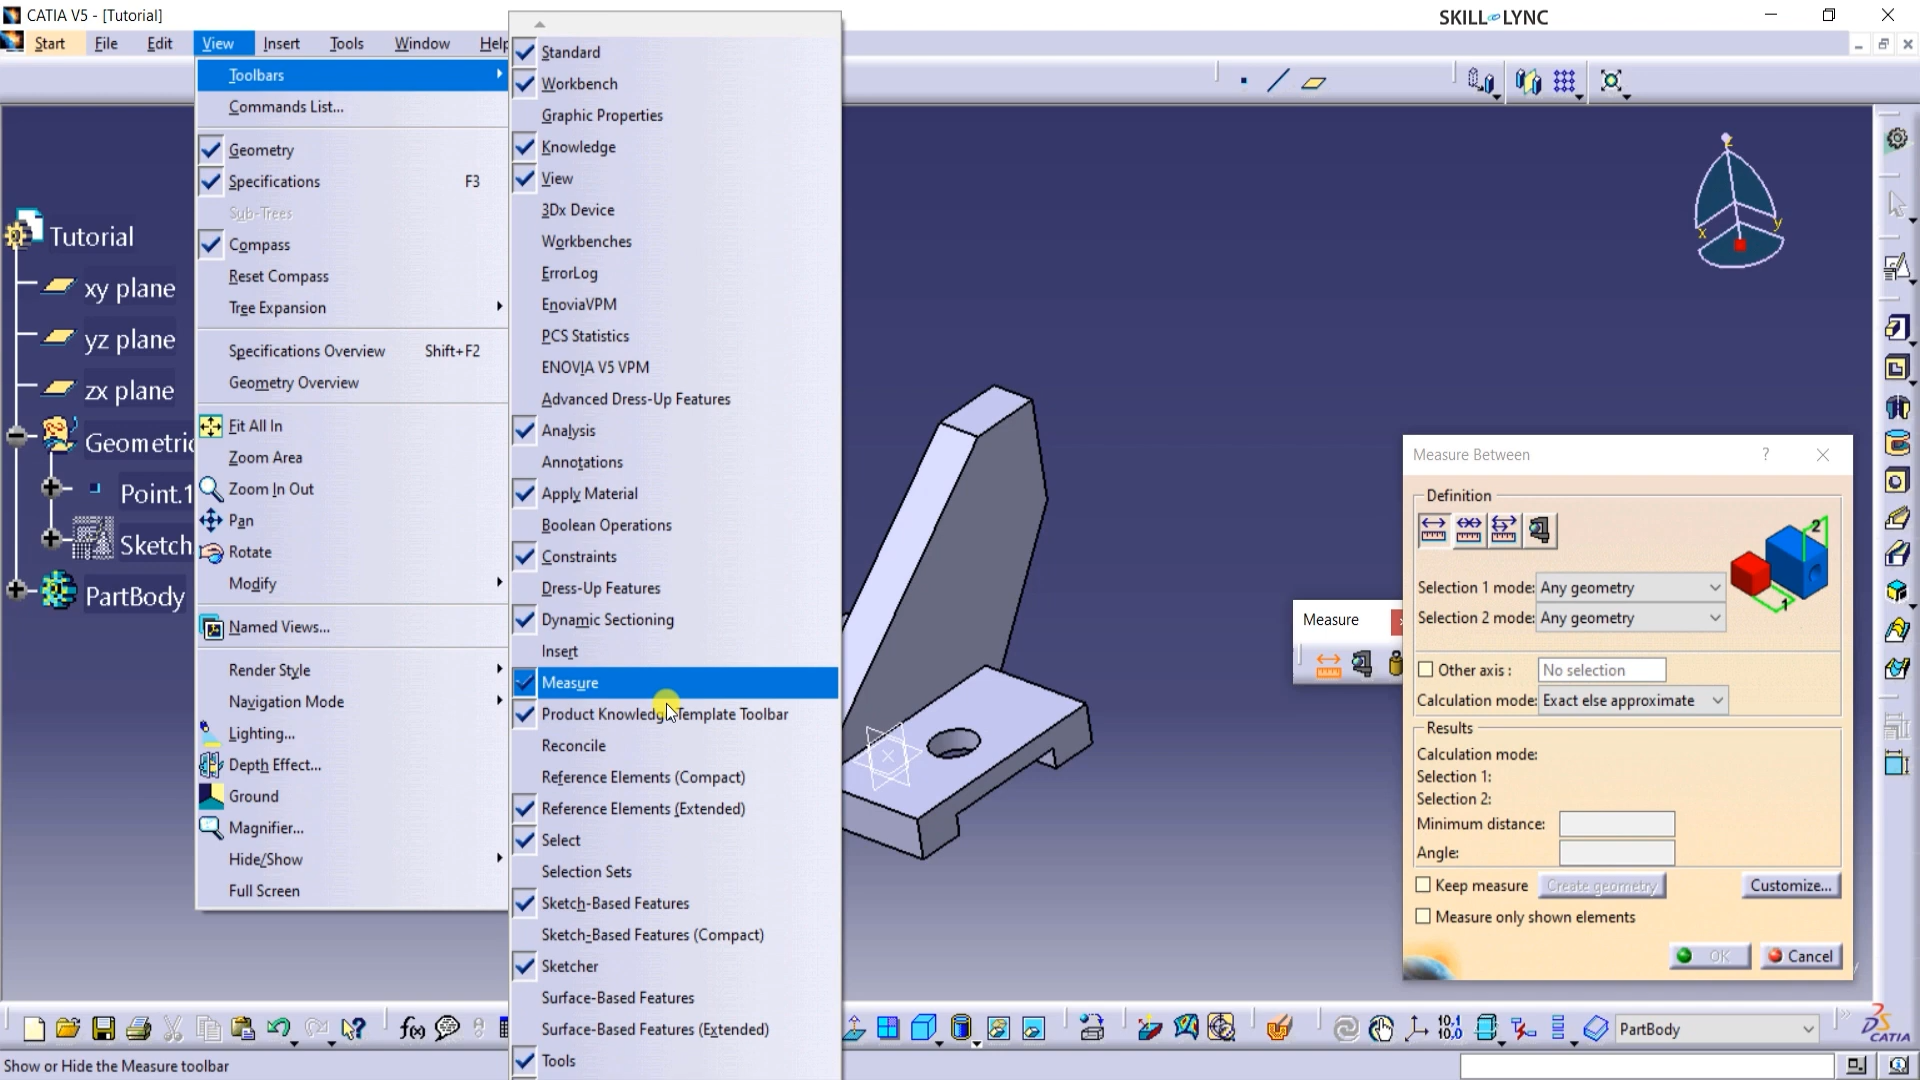 CATIA V5 - [Tutorial]
SKILL LYNC
Start File Edit View Insert Tools Window Help
Toolbars
Commands List...
Geometry
Specifications F3
Sub-Trees
Compass
Reset Compass
Tree Expansion
Specifications Overview Shift+F2
Geometry Overview
Fit All In
Zoom Area
Zoom In Out
Pan
Rotate
Modify
Named Views...
Render Style
Navigation Mode
Lighting...
Depth Effect...
Ground
Magnifier...
Hide/Show
Full Screen
Standard
Workbench
Graphic Properties
Knowledge
View
3Dx Device
Workbenches
ErrorLog
EnoviaVPM
PCS Statistics
ENOVIA V5 VPM
Advanced Dress-Up Features
Analysis
Annotations
Apply Material
Boolean Operations
Constraints
Dress-Up Features
Dynamic Sectioning
Insert
Measure
Product Knowledge Template Toolbar
Reconcile
Reference Elements (Compact)
Reference Elements (Extended)
Select
Selection Sets
Sketch-Based Features
Sketch-Based Features (Compact)
Sketcher
Surface-Based Features
Surface-Based Features (Extended)
Tools
Tutorial
xy plane
yz plane
zx plane
Geometric
Point.1
Sketch
PartBody
z
x
y
Measure
Measure Between ?
Definition
Selection 1 mode: Any geometry
Selection 2 mode: Any geometry
2
1
Other axis : No selection
Calculation mode: Exact else approximate
Results
Calculation mode:
Selection 1:
Selection 2:
Minimum distance:
Angle:
Keep measure Create geometry Customize...
Measure only shown elements
OK Cancel
f(x)
10,1
10,0
PartBody
CATIA
Show or Hide the Measure toolbar